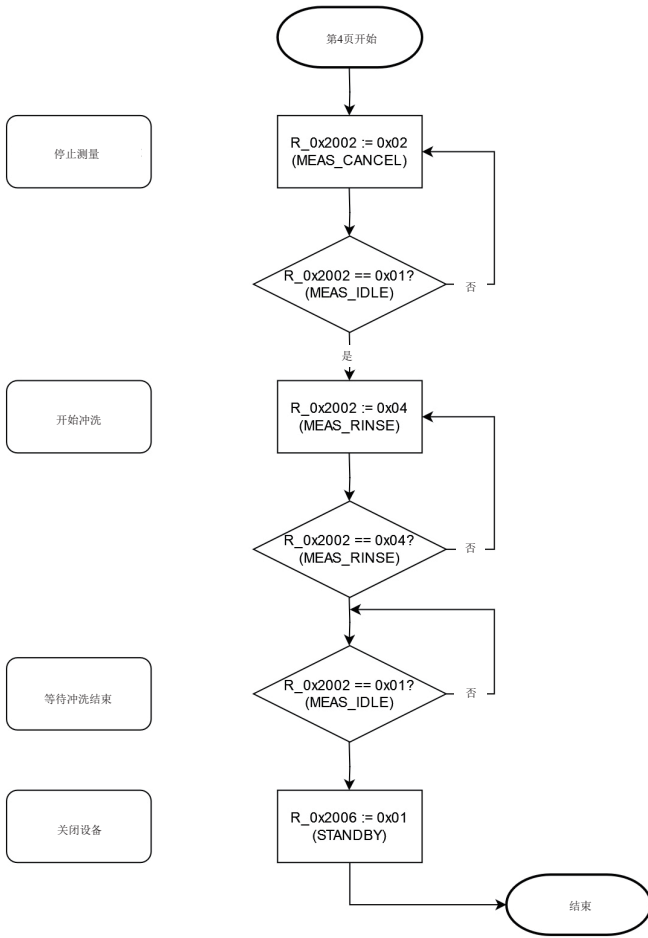 第4页开始
停止测量
R_0x2002 := 0x02
(MEAS_CANCEL)
R_0x2002 == 0x01?
(MEAS_IDLE)
否
是
开始冲洗
R_0x2002 := 0x04
(MEAS_RINSE)
R_0x2002 == 0x04?
(MEAS_RINSE)
否
等待冲洗结束
R_0x2002 == 0x01?
(MEAS_IDLE)
否
关闭设备
R_0x2006 := 0x01
(STANDBY)
结束